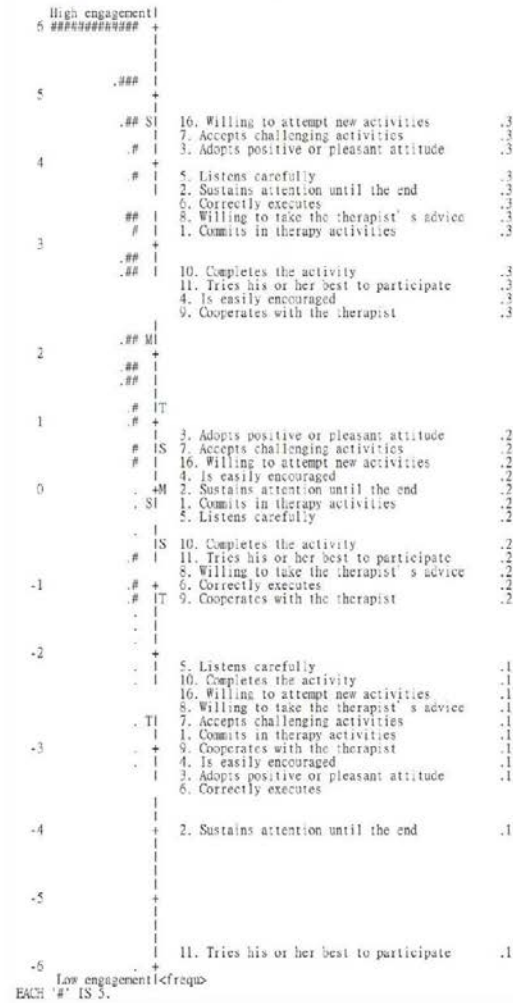 High engagement|
6 ############# +
|
|
|
.### |
5 +
|
.## S| 16. Willing to attempt new activities .3
| 7. Accepts challenging activities .3
.# | 3. Adopts positive or pleasant attitude .3
4 +
.# | 5. Listens carefully .3
| 2. Sustains attention until the end .3
6. Correctly executes .3
## | 8. Willing to take the therapist's advice .3
# | 1. Commits in therapy activities .3
3 +
.## |
.## | 10. Completes the activity .3
11. Tries his or her best to participate .3
4. Is easily encouraged .3
9. Cooperates with the therapist .3
|
.## M|
2 +
.## |
.## |
|
.# |T
1 .# +
| 3. Adopts positive or pleasant attitude .2
# |S 7. Accepts challenging activities .2
# | 16. Willing to attempt new activities .2
| 4. Is easily encouraged .2
0 . +M 2. Sustains attention until the end .2
. S| 1. Commits in therapy activities .2
5. Listens carefully .2
. |
|S 10. Completes the activity .2
.# | 11. Tries his or her best to participate .2
8. Willing to take the therapist's advice .2
-1 .# + 6. Correctly executes .2
.# |T 9. Cooperates with the therapist .2
. |
. |
. |
-2 +
. | 5. Listens carefully .1
. | 10. Completes the activity .1
16. Willing to attempt new activities .1
8. Willing to take the therapist's advice .1
. T| 7. Accepts challenging activities .1
| 1. Commits in therapy activities .1
-3 . + 9. Cooperates with the therapist .1
. | 4. Is easily encouraged .1
| 3. Adopts positive or pleasant attitude .1
6. Correctly executes
|
|
-4 + 2. Sustains attention until the end .1
|
|
|
|
-5 +
|
|
|
| 11. Tries his or her best to participate .1
-6 . +
Low engagement|<frequ>
EACH '#' IS 5.